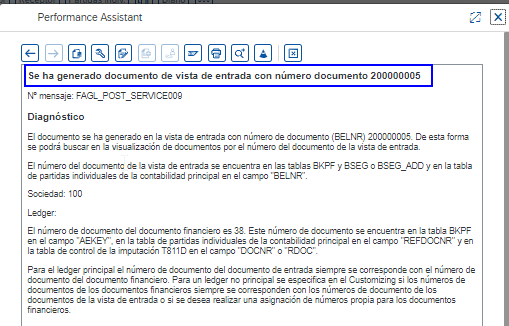 Performance Assistant
Se ha generado documento de vista de entrada con número documento 200000005
Nº mensaje: FAGL_POST_SERVICE009
Diagnóstico
El documento se ha generado en la vista de entrada con número de documento (BELNR) 200000005. De esta forma
se podrá buscar en la visualización de documentos por el número del documento de la vista de entrada.
El número del documento de la vista de entrada se encuentra en las tablas BKPF y BSEG o BSEG_ADD y en la tabla
de partidas individuales de la contabilidad principal en el campo "BELNR".
Sociedad: 100
Ledger:
El número de documento del documento financiero es 38. Este número de documento se encuentra en la tabla BKPF
en el campo "AEKEY", en la tabla de partidas individuales de la contabilidad principal en el campo "REFDOCNR" y en
la tabla de control de la imputación T811D en el campo "DOCNR" o "RDOC".
Para el ledger principal el número de documento del documento de entrada siempre se corresponde con el número de
documento del documento financiero. Para un ledger no principal se especifica en el Customizing si los números de
documentos de los documentos financieros siempre se corresponden con los números de documento de los
documentos de la vista de entrada o si se desea realizar una asignación de números propia para los documentos
financieros.